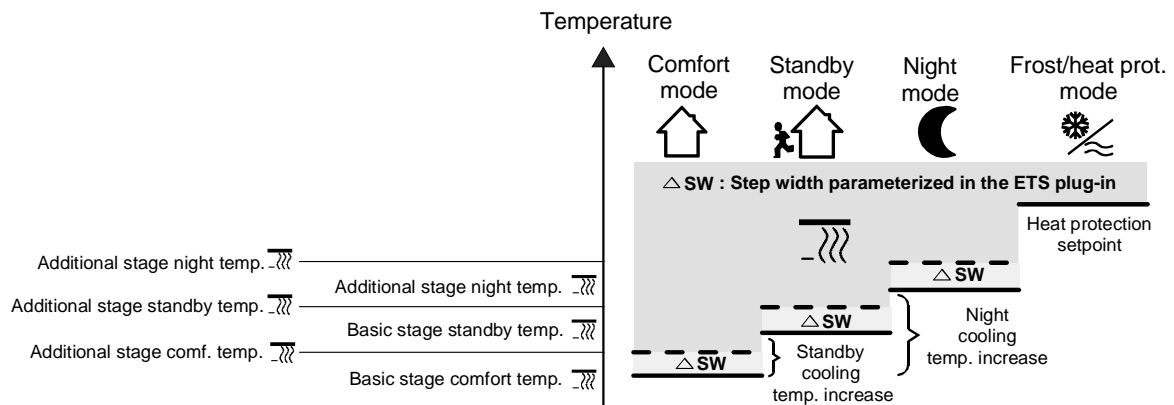 Temperature
Comfort
mode
Standby
mode
Night
mode
Frost/heat prot.
mode
△ SW : Step width parameterized in the ETS plug-in
Heat protection
setpoint
Additional stage night temp.
Additional stage night temp.
Additional stage standby temp.
Basic stage standby temp.
Additional stage comf. temp.
Basic stage comfort temp.
△ SW
△ SW
△ SW
Standby
cooling
temp. increase
Night
cooling
temp. increase